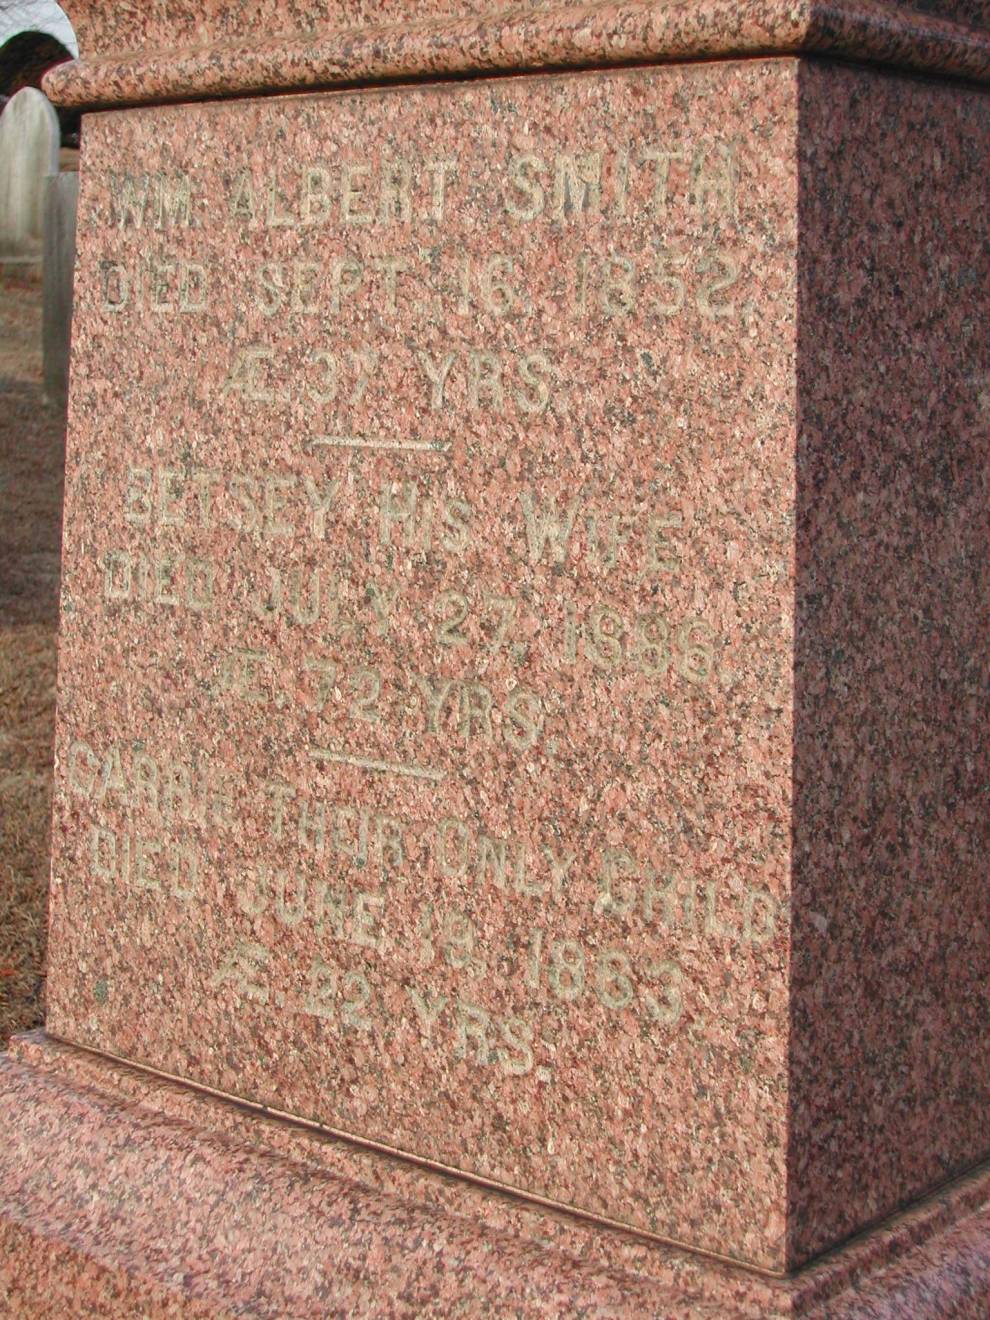 WM. ALBERT SMITH
DIED SEPT. 16, 1852,
Æ. 37 YRS.
BETSEY HIS WIFE
DIED JULY 27, 1886.
Æ. 72 YRS.
CARRIE THEIR ONLY CHILD
DIED JUNE 19, 1863,
Æ. 22 YRS.